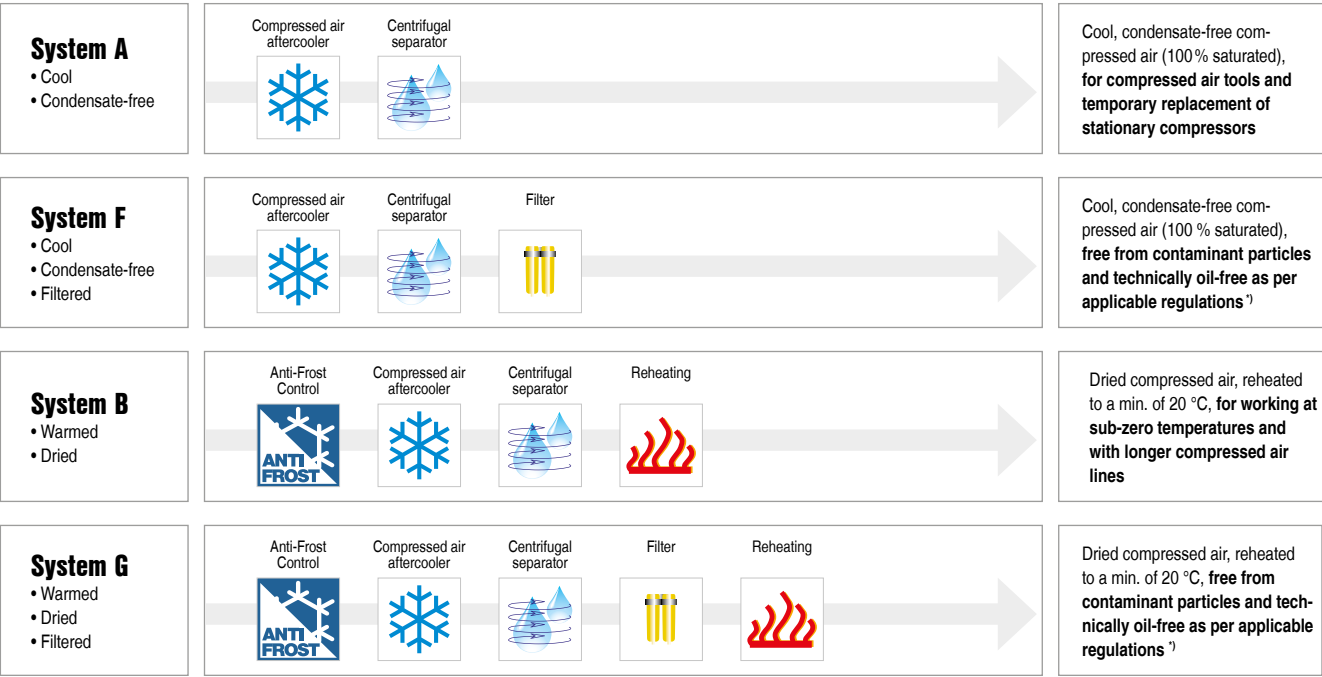 System A
• Cool
• Condensate-free
Compressed air
aftercooler
Centrifugal
separator
Cool, condensate-free com-
pressed air (100 % saturated),
for compressed air tools and
temporary replacement of
stationary compressors
System F
• Cool
• Condensate-free
• Filtered
Compressed air
aftercooler
Centrifugal
separator
Filter
Cool, condensate-free com-
pressed air (100 % saturated),
free from contaminant particles
and technically oil-free as per
applicable regulations *)
System B
• Warmed
• Dried
Anti-Frost
Control
ANTI
FROST
Compressed air
aftercooler
Centrifugal
separator
Reheating
Dried compressed air, reheated
to a min. of 20 °C, for working at
sub-zero temperatures and
with longer compressed air
lines
System G
• Warmed
• Dried
• Filtered
Anti-Frost
Control
ANTI
FROST
Compressed air
aftercooler
Centrifugal
separator
Filter
Reheating
Dried compressed air, reheated
to a min. of 20 °C, free from
contaminant particles and tech-
nically oil-free as per applicable
regulations *)